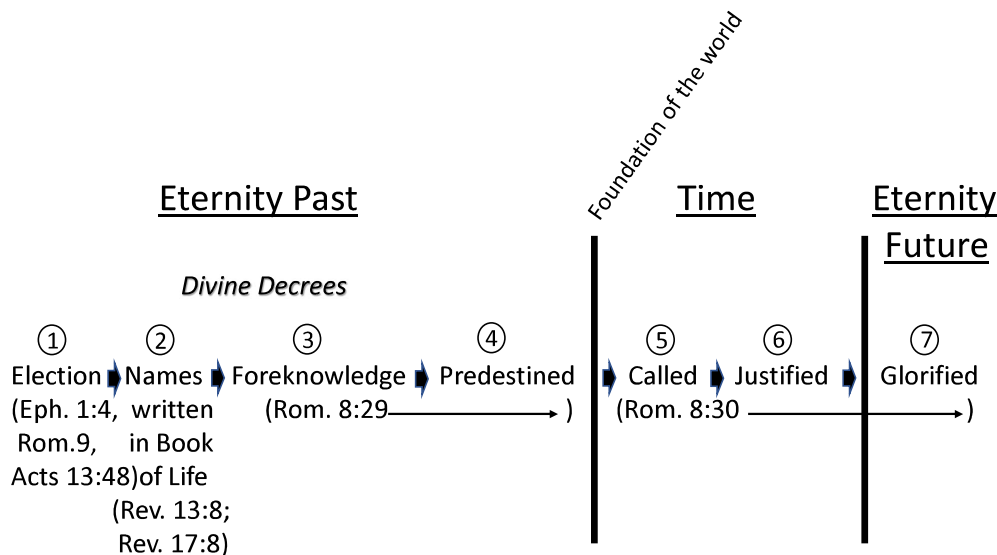 Foundation of the world
Eternity Past
Time
Eternity
Future
Divine Decrees
① ② ③ ④ ⑤ ⑥ ⑦
Election Names Foreknowledge Predestined Called Justified Glorified
(Eph. 1:4, written (Rom. 8:29 ) (Rom. 8:30 )
Rom.9, in Book
Acts 13:48) of Life
(Rev. 13:8;
Rev. 17:8)